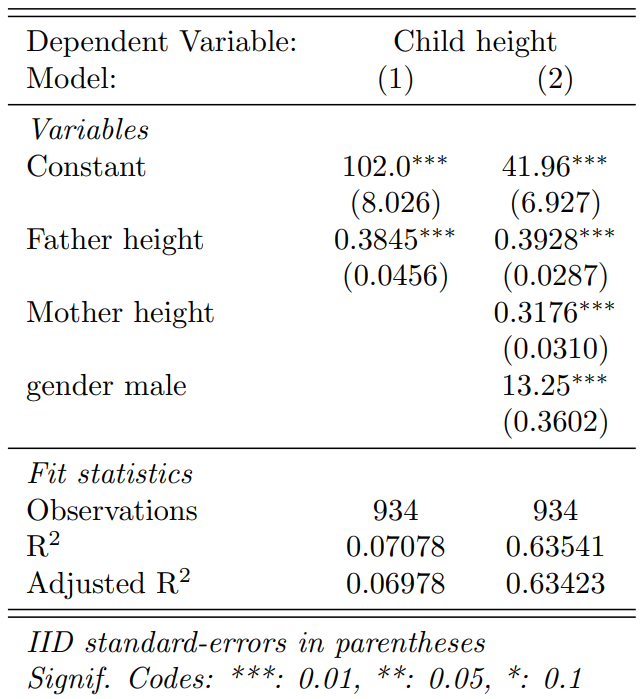 Dependent Variable: Child height
Model: (1) (2)
Variables
Constant 102.0*** 41.96***
(8.026) (6.927)
Father height 0.3845*** 0.3928***
(0.0456) (0.0287)
Mother height 0.3176***
(0.0310)
gender male 13.25***
(0.3602)
Fit statistics
Observations 934 934
R² 0.07078 0.63541
Adjusted R² 0.06978 0.63423
IID standard-errors in parentheses
Signif. Codes: ***: 0.01, **: 0.05, *: 0.1